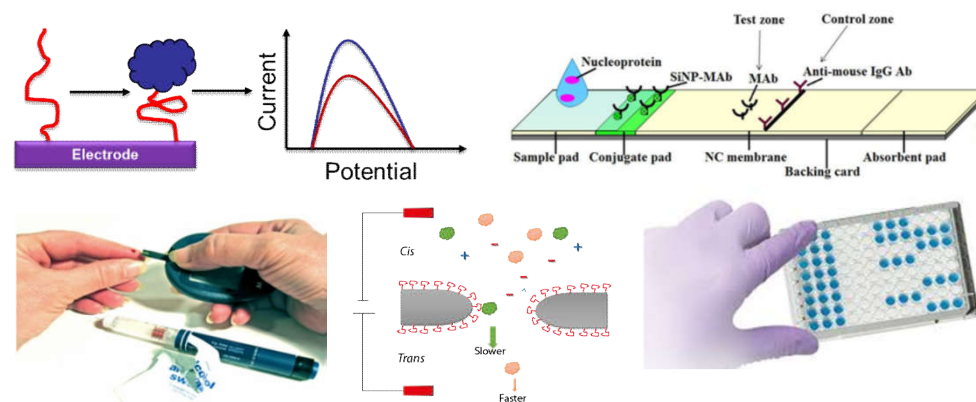 Electrode
Current
Potential
Test zone
Control zone
Nucleoprotein
SiNP-MAb
MAb
Anti-mouse IgG Ab
Sample pad
Conjugate pad
NC membrane
Backing card
Absorbent pad
Cis
+
+
Trans
Slower
Faster